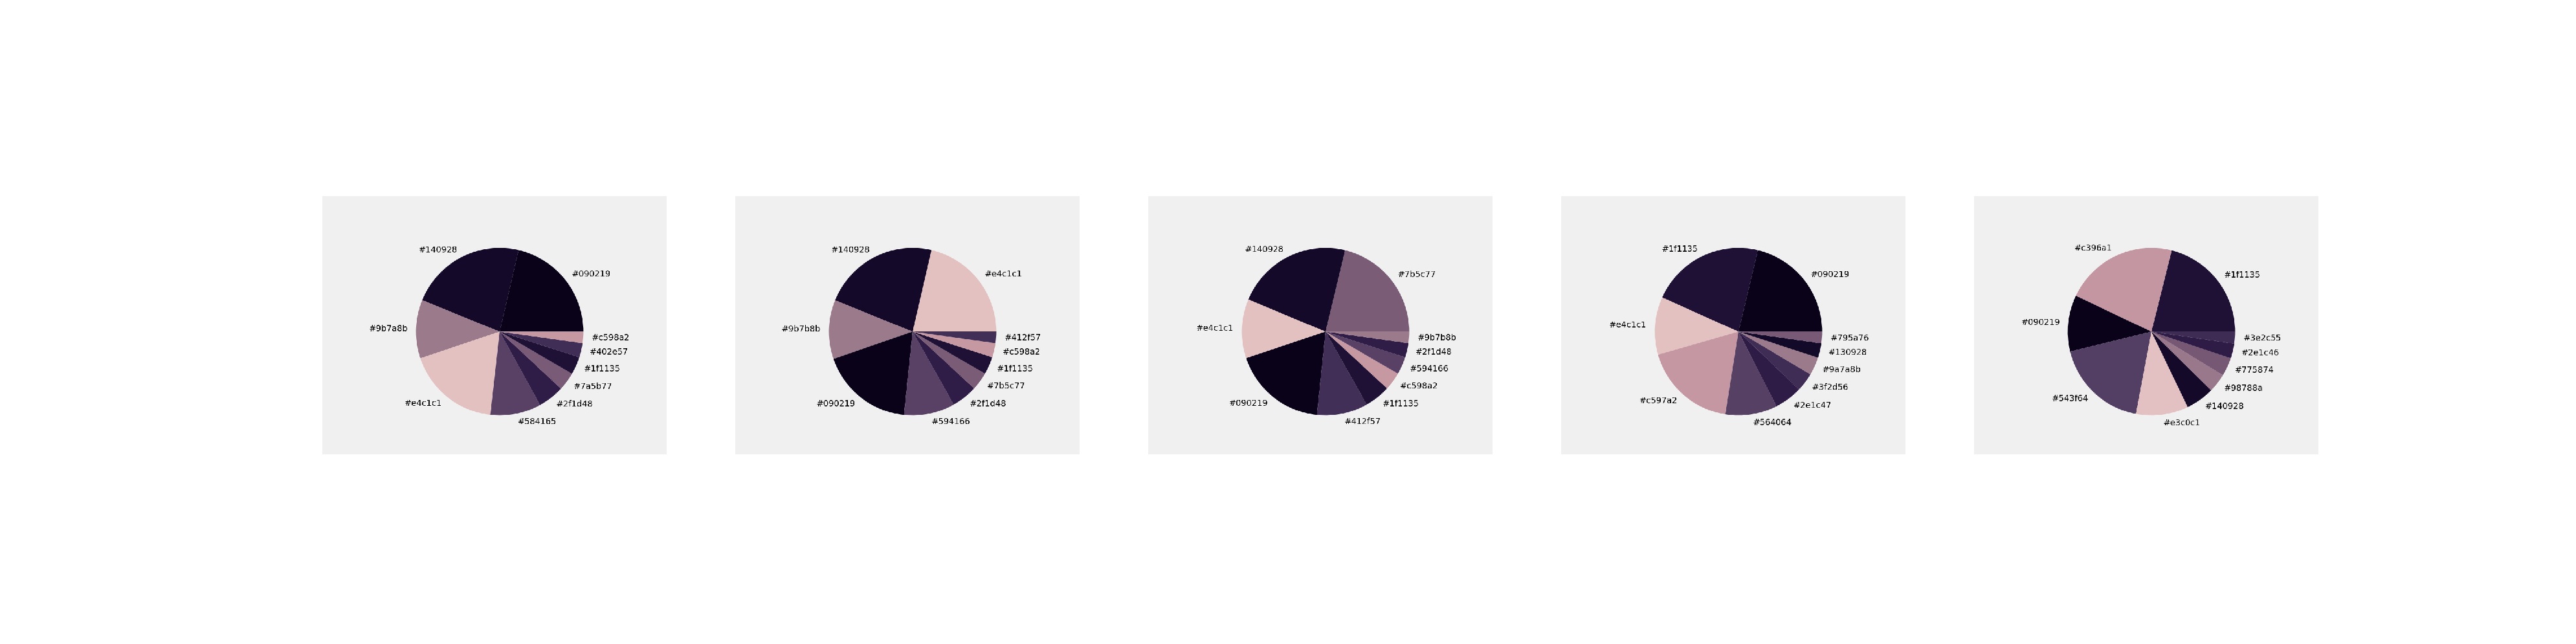 #140928
#090219
#9b7a8b
#c598a2
#402e57
#1f1135
#7a5b77
#e4c1c1
#2f1d48
#584165
#140928
#e4c1c1
#9b7b8b
#412f57
#c598a2
#1f1135
#7b5c77
#090219
#2f1d48
#594166
#140928
#7b5c77
#e4c1c1
#9b7b8b
#2f1d48
#594166
#c598a2
#090219
#1f1135
#412f57
#1f1135
#090219
#e4c1c1
#795a76
#130928
#9a7a8b
#3f2d56
#c597a2
#2e1c47
#564064
#c396a1
#1f1135
#090219
#3e2c55
#2e1c46
#775874
#98788a
#543f64
#140928
#e3c0c1